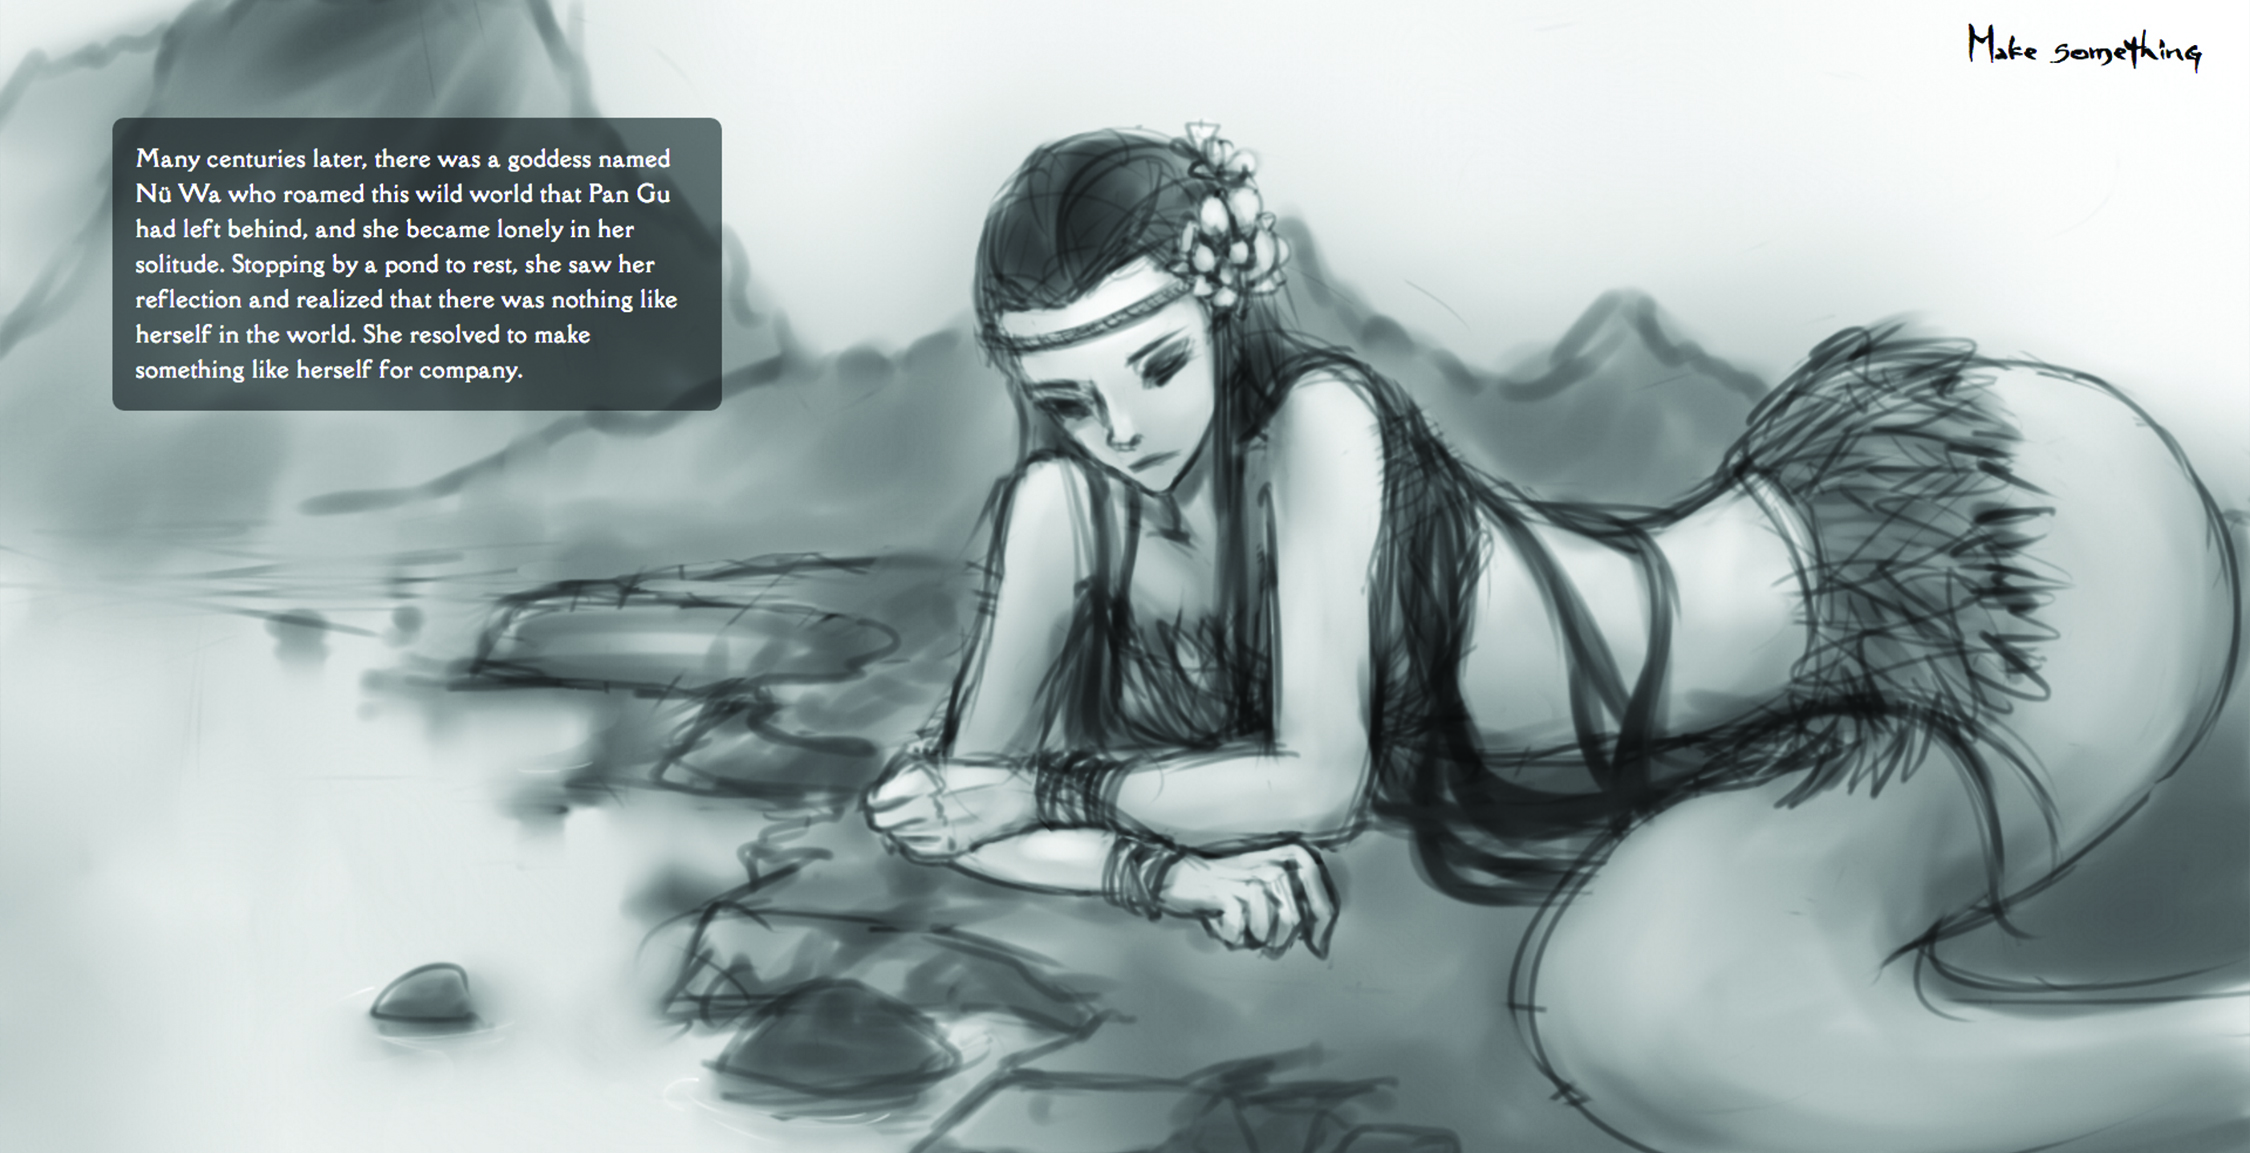 Make something
Many centuries later, there was a goddess named
Nü Wa who roamed this wild world that Pan Gu
had left behind, and she became lonely in her
solitude. Stopping by a pond to rest, she saw her
reflection and realized that there was nothing like
herself in the world. She resolved to make
something like herself for company.